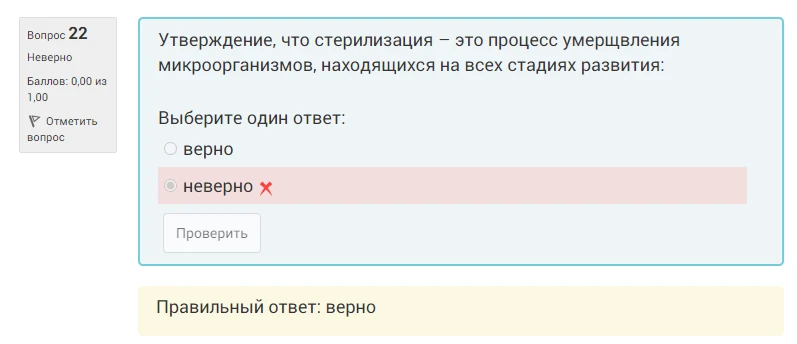 Вопрос 22
Неверно
Баллов: 0,00 из
1,00
Отметить
вопрос
Утверждение, что стерилизация – это процесс умерщвления
микроорганизмов, находящихся на всех стадиях развития:
Выберите один ответ:
верно
неверно
Проверить
Правильный ответ: верно